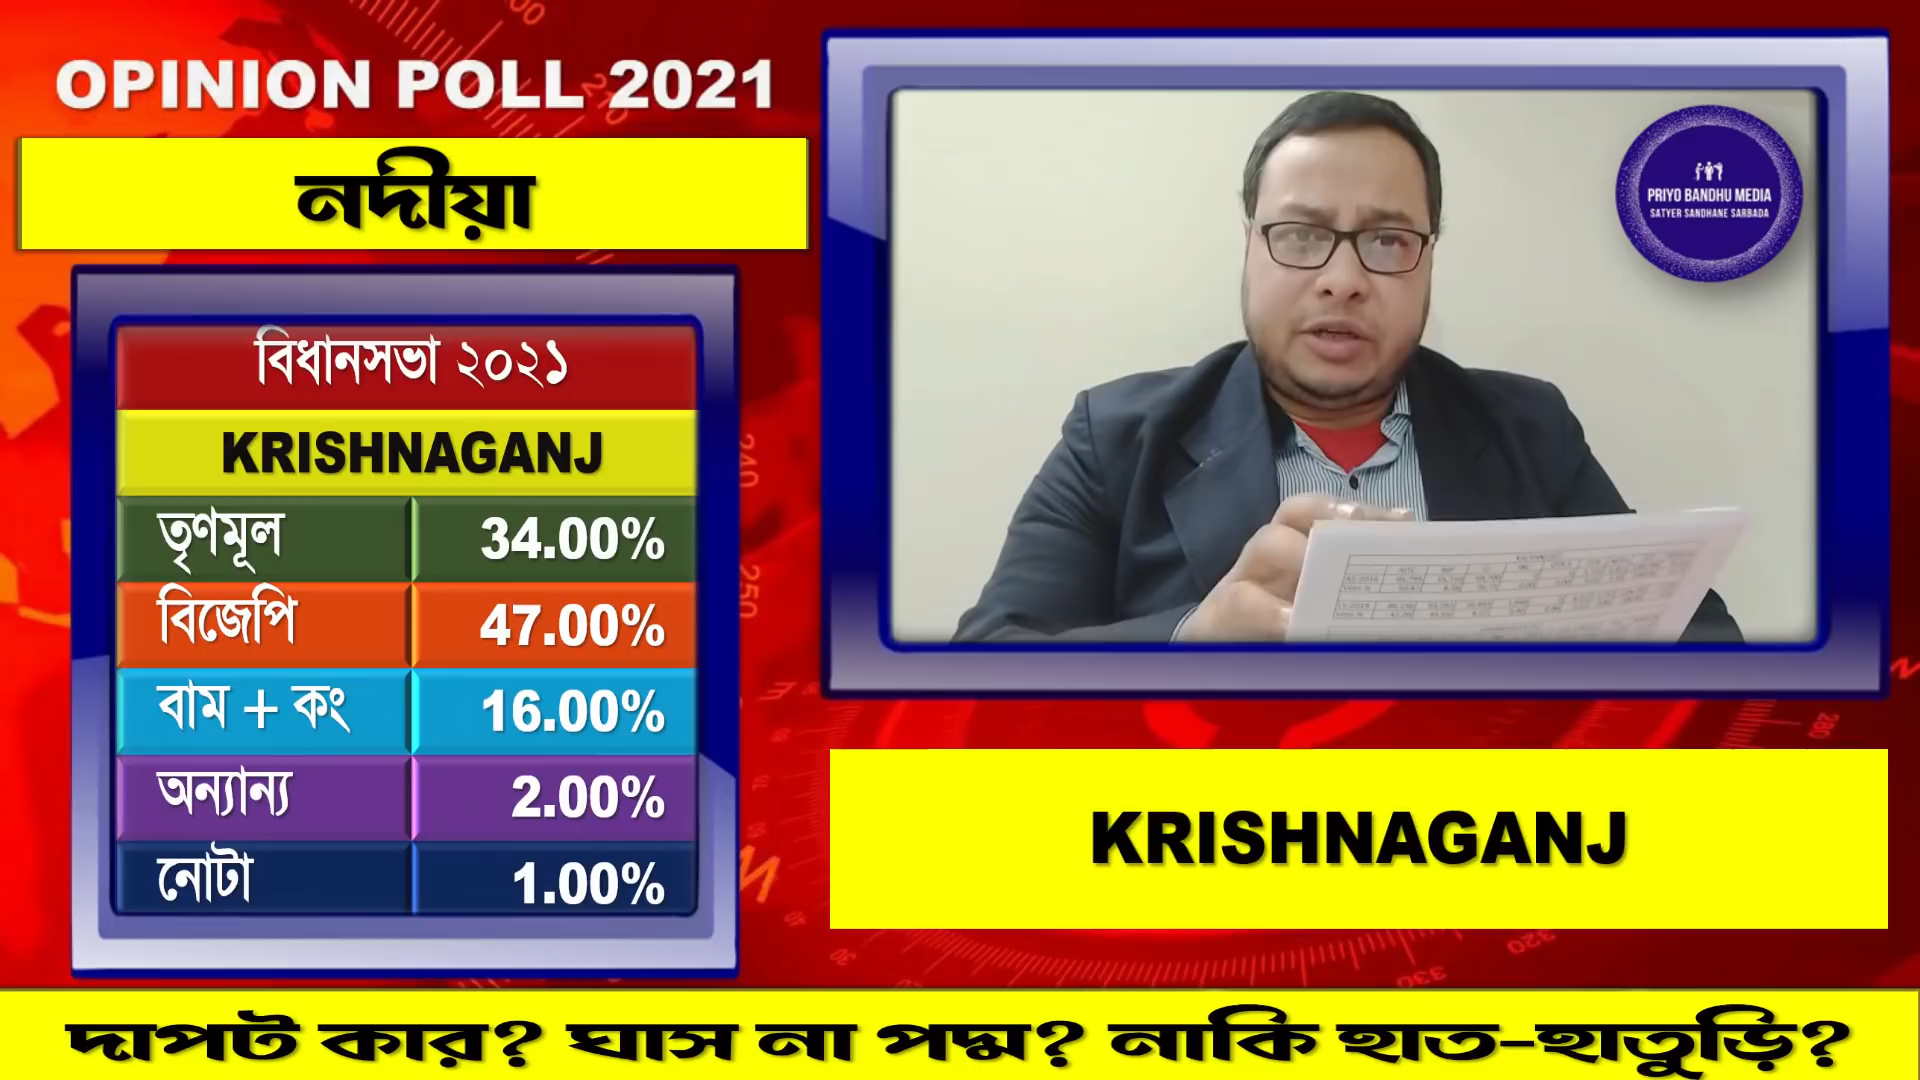 OPINION POLL 2021
নদীয়া
বিধানসভা ২০২১
KRISHNAGANJ
তৃণমূল 34.00%
বিজেপি 47.00%
বাম + কং 16.00%
অন্যান্য 2.00%
নোটা 1.00%
PRIYO BANDHU MEDIA
SATYER SANDHANE SARBADA
KRISHNAGANJ
দাপট কার? ঘাস না পদ্ম? নাকি হাত-হাতুড়ি?